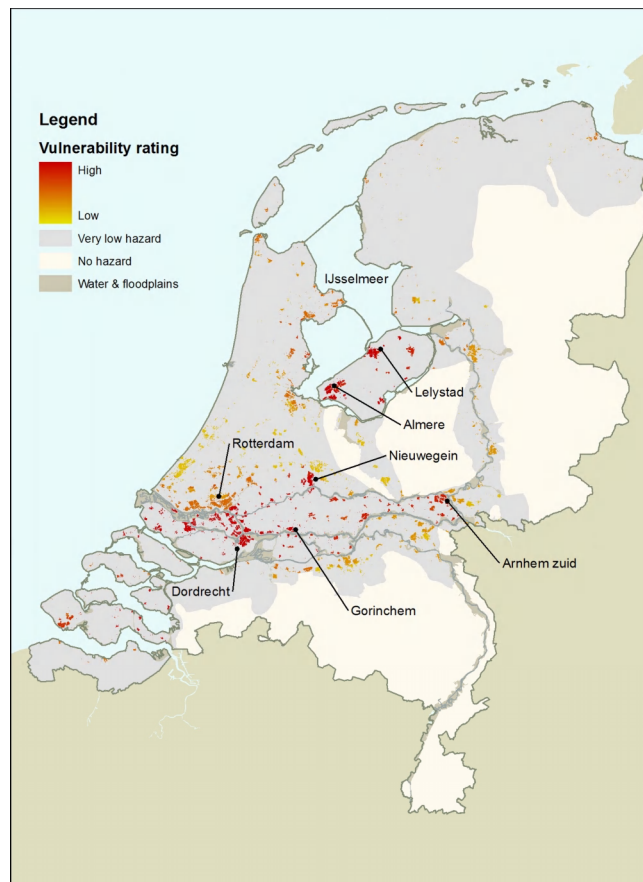 Legend
Vulnerability rating
High
Low
Very low hazard
No hazard
Water & floodplains
IJsselmeer
Lelystad
Almere
Rotterdam
Nieuwegein
Arnhem zuid
Dordrecht
Gorinchem